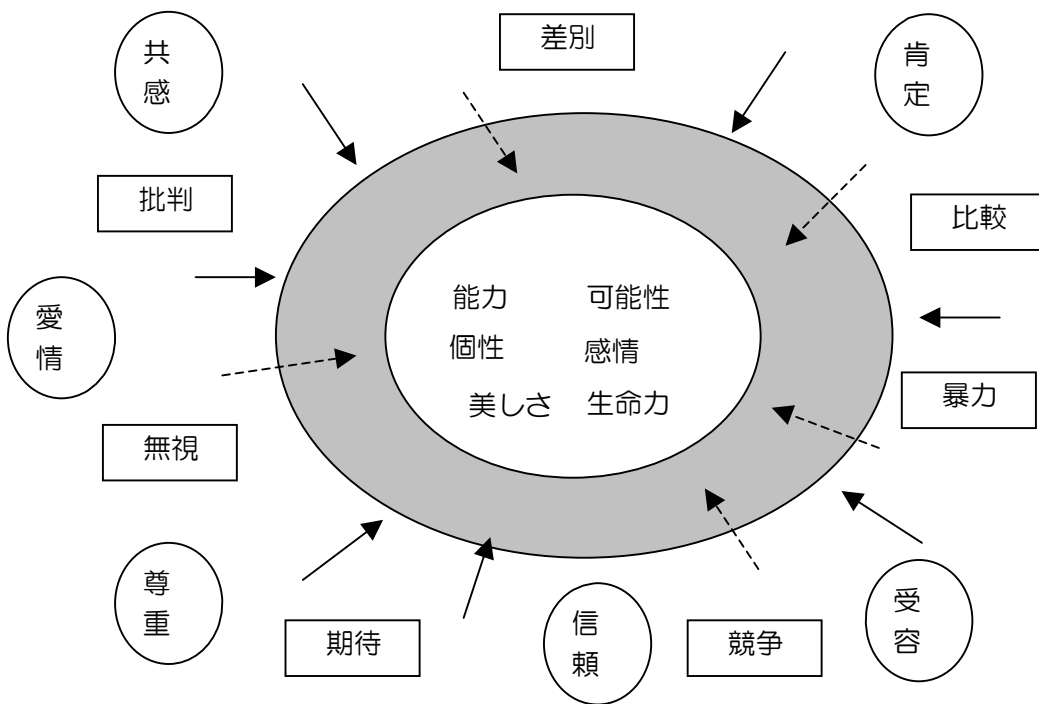 共
感
差別
肯
定
批判
比較
愛
情
能力 可能性
個性 感情
美しさ 生命力
暴力
無視
尊
重
期待
信
頼
競争
受
容